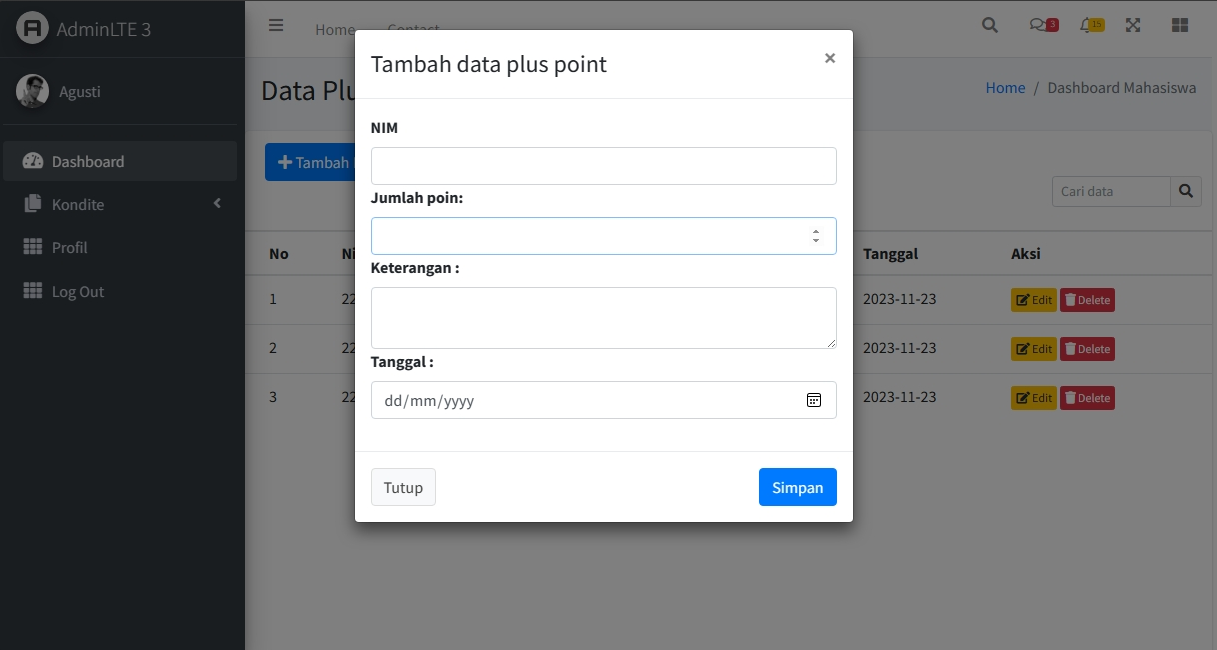 AdminLTE 3
Home
Contact
3
15
Agusti
Data Plu
Home / Dashboard Mahasiswa
Dashboard
Kondite
Profil
Log Out
Tambah
Cari data
No
Ni
Tanggal
Aksi
1
22
2023-11-23
Edit
Delete
2
22
2023-11-23
Edit
Delete
3
22
2023-11-23
Edit
Delete
Tambah data plus point
×
NIM
Jumlah poin:
Keterangan :
Tanggal :
dd/mm/yyyy
Tutup
Simpan